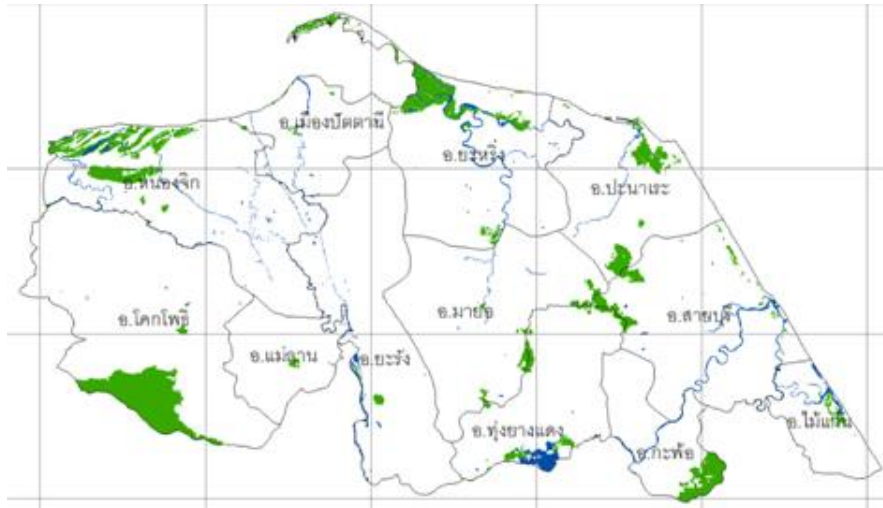 อ.เมืองปัตตานี
อ.ยะหริ่ง
อ.หนองจิก
อ.ปะนาเระ
อ.โคกโพธิ์
อ.มายอ
อ.สายบุรี
อ.แม่ลาน
อ.ยะรัง
อ.ทุ่งยางแดง
อ.ไม้แก่น
อ.กะพ้อ